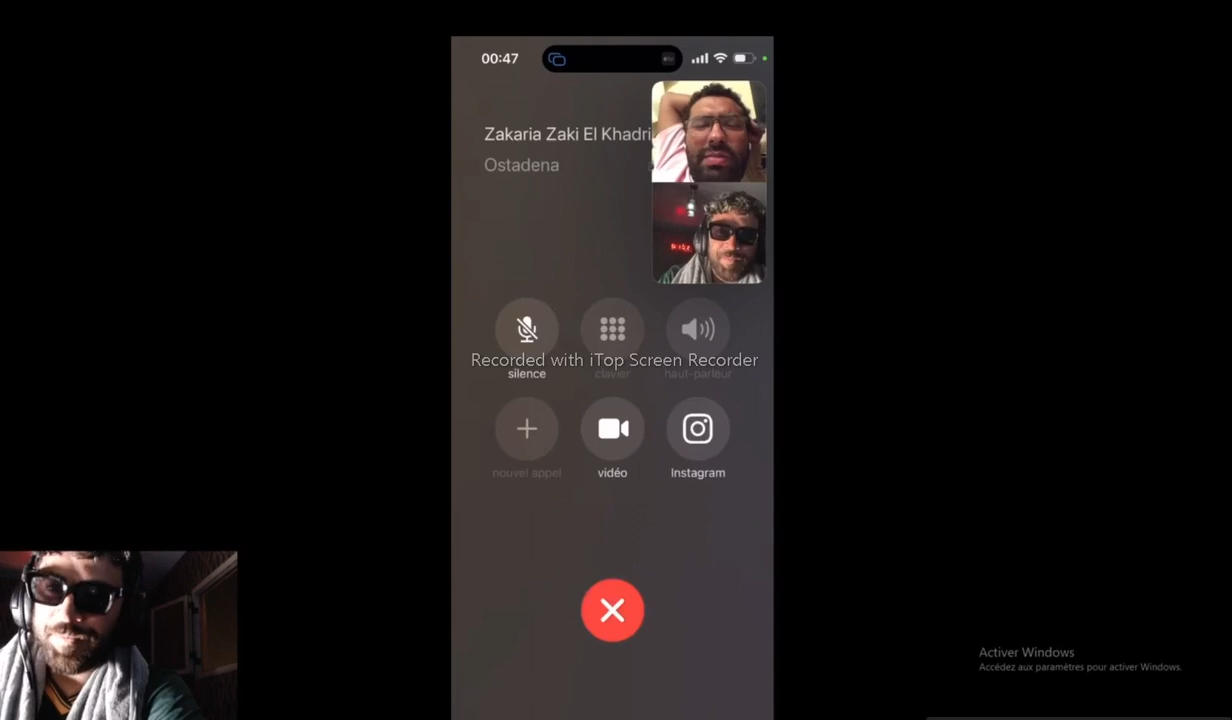 00:47
Zakaria Zaki El Khadri
Ostadena
Recorded with iTop Screen Recorder
silence
clavier
haut-parleur
nouvel appel
vidéo
Instagram
Activer Windows
Accédez aux paramètres pour activer Windows.